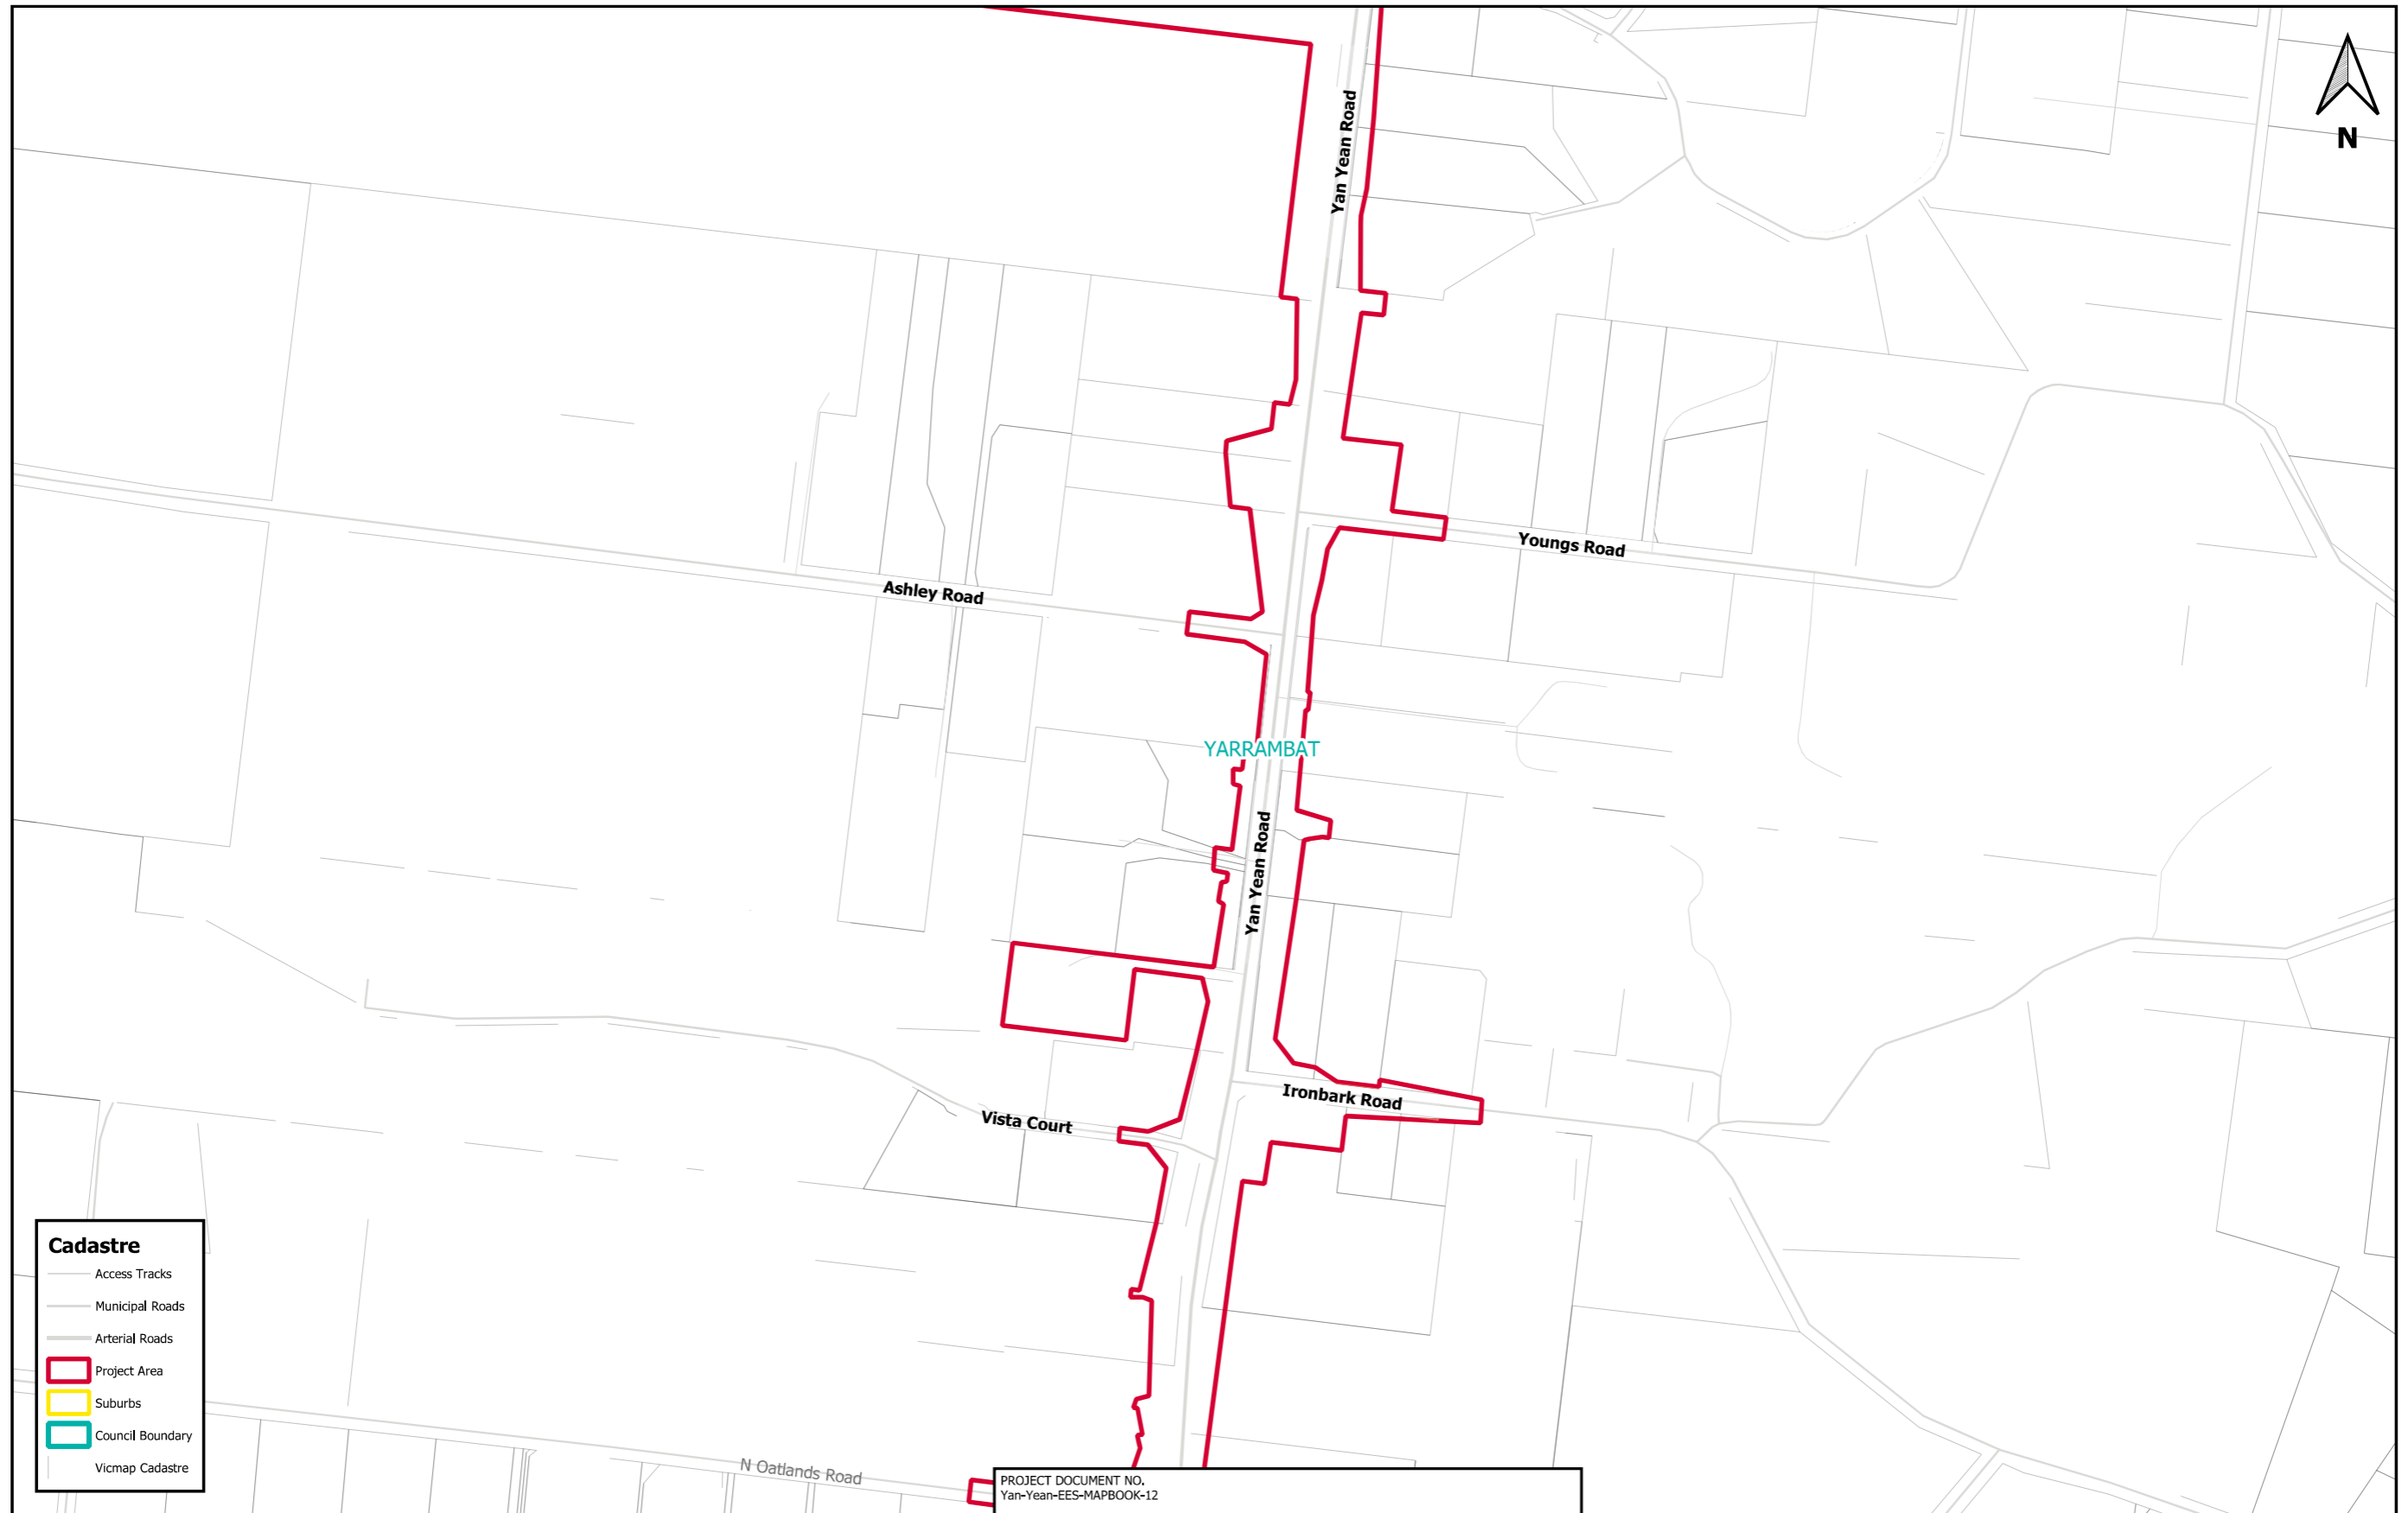 N
Yan Yean Road
Youngs Road
Ashley Road
YARRAMBAT
Yan Yean Road
Ironbark Road
Vista Court
Cadastre
Access Tracks
Municipal Roads
Arterial Roads
Project Area
Suburbs
Council Boundary
Vicmap Cadastre
N Oatlands Road
PROJECT DOCUMENT NO.
Yan-Yean-EES-MAPBOOK-12